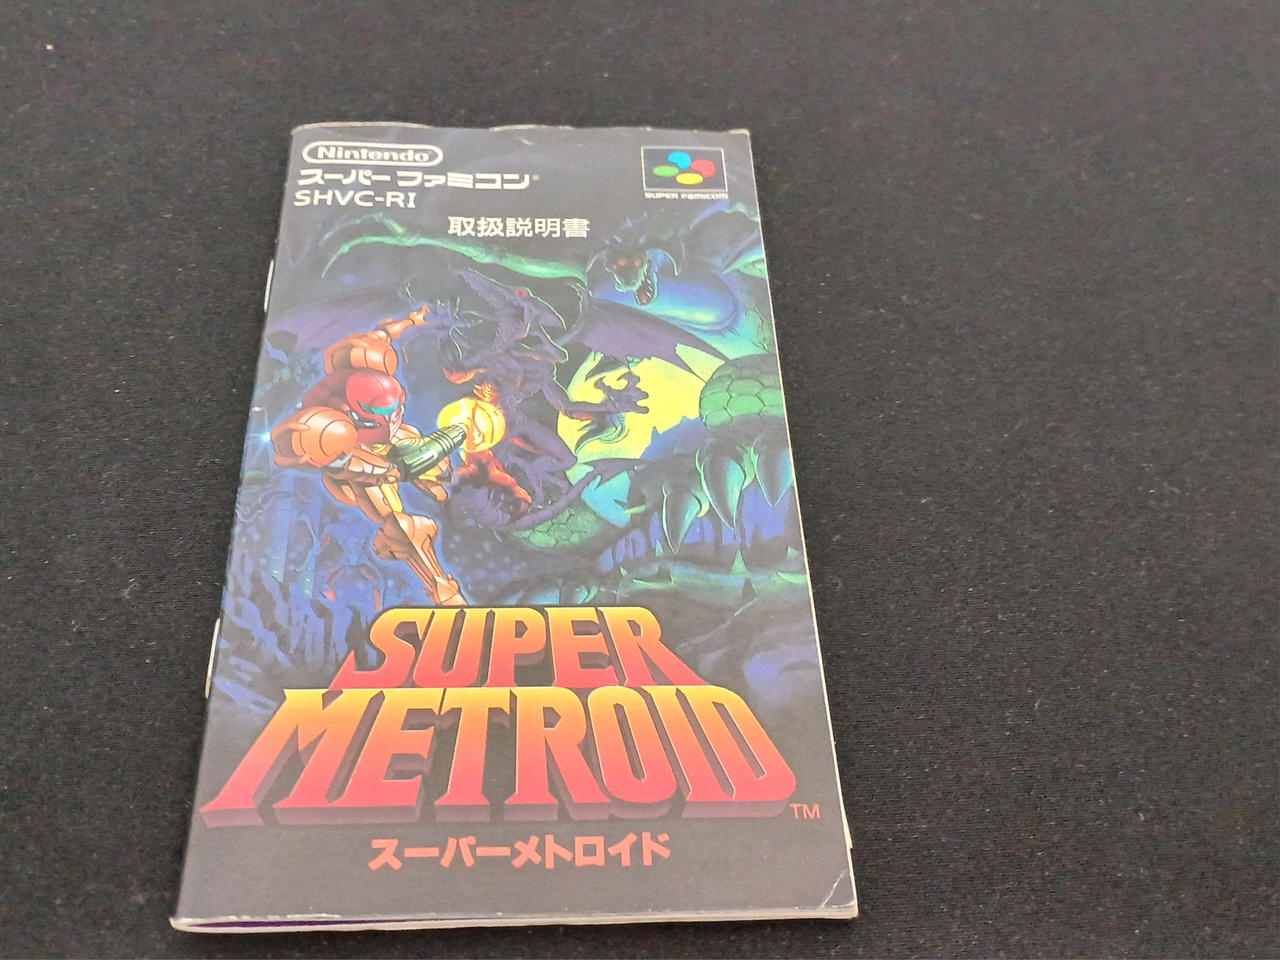 Nintendo
スーパーファミコン®
SHVC-RI
SUPER FAMICOM
取扱説明書
SUPER
METROID
TM
スーパーメトロイド